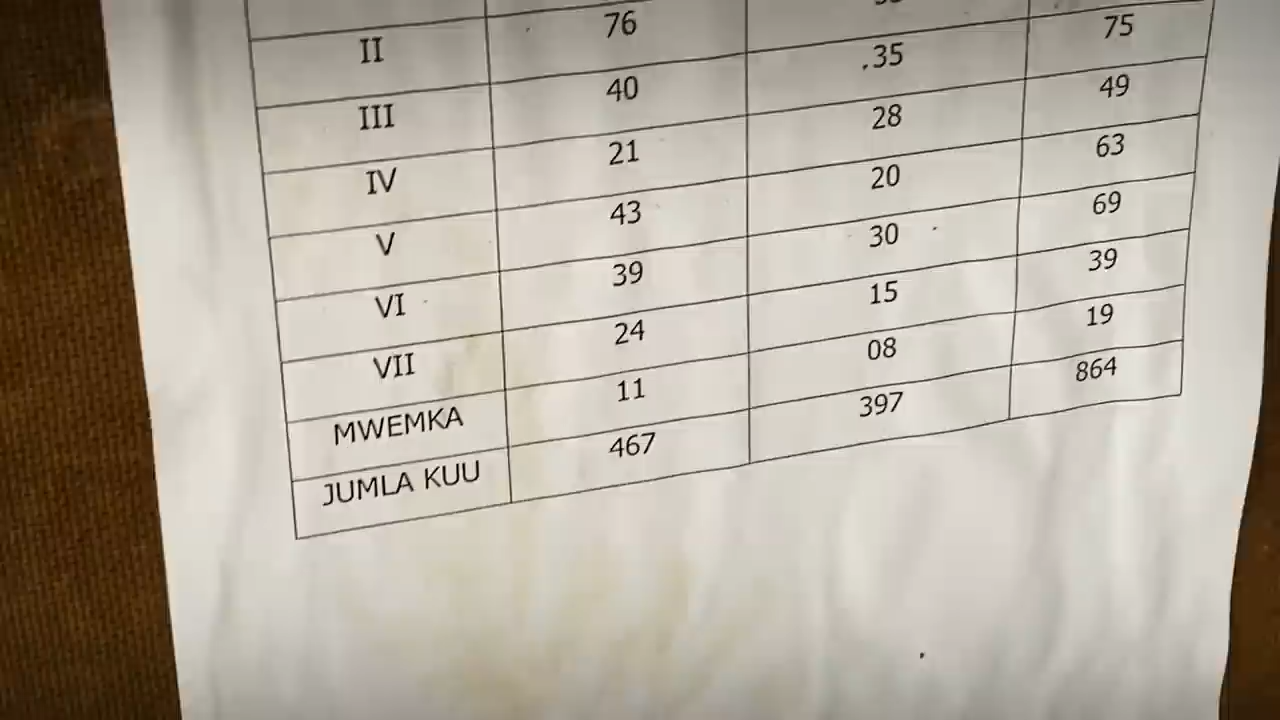 II 76
III 40 35 75
IV 21 28 49
V 43 20 63
VI 39 30 69
VII 24 15 39
MWEMKA 11 08 19
JUMLA KUU 467 397 864